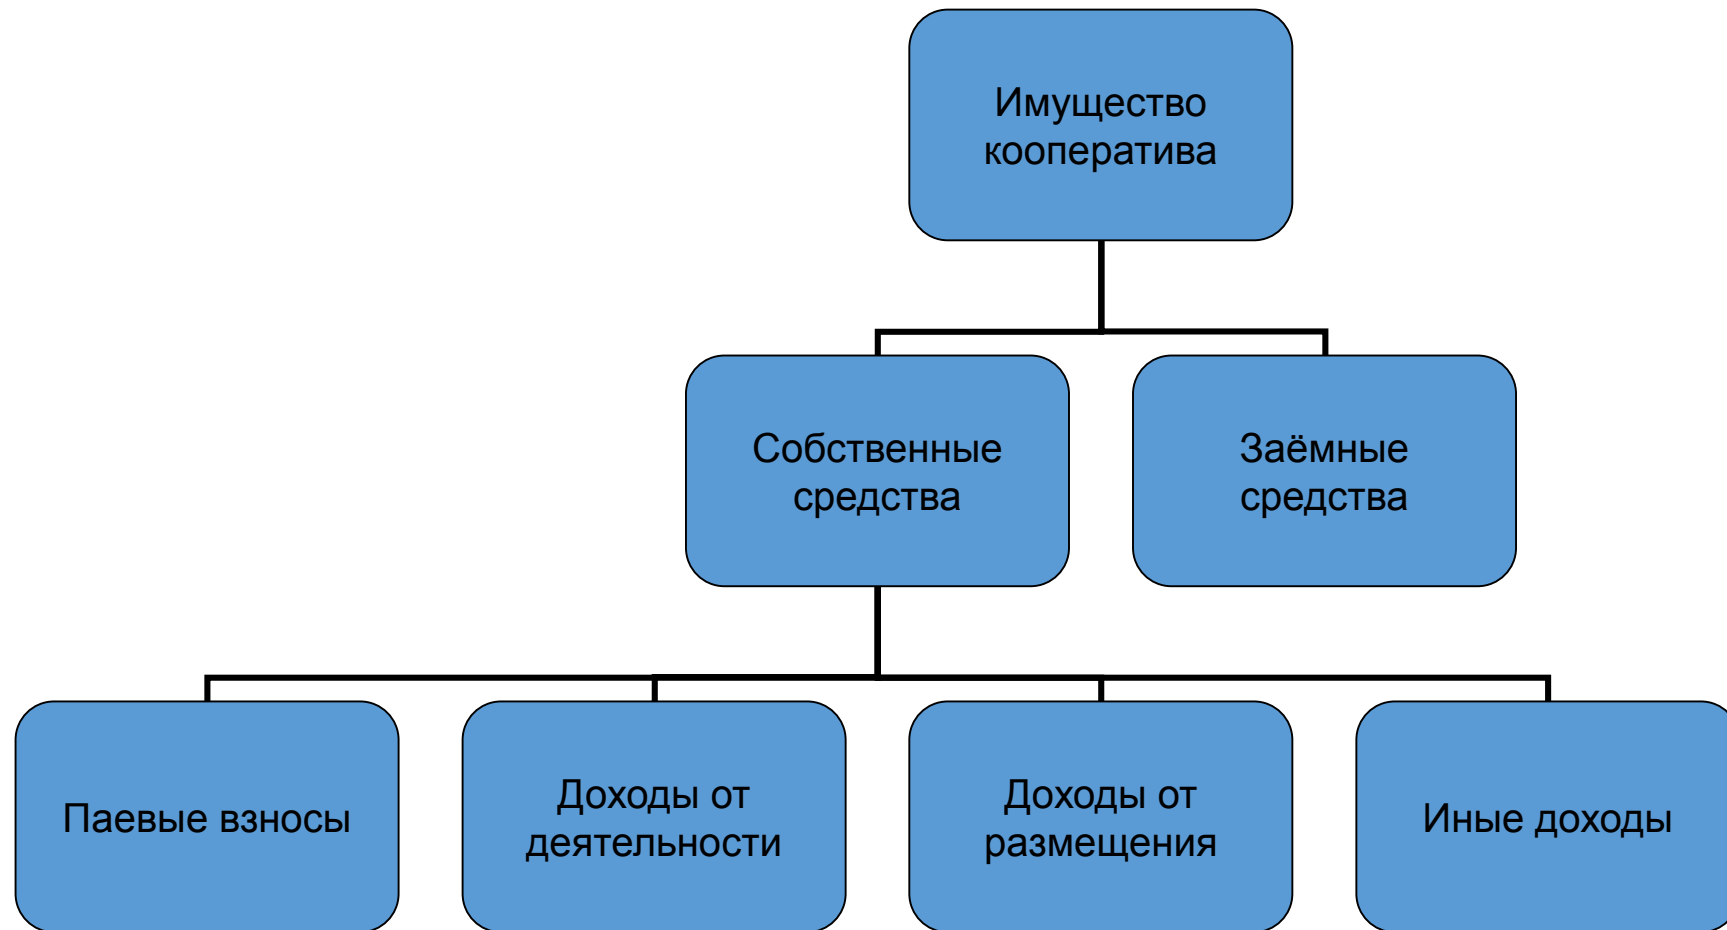 Имущество
кооператива
Собственные
средства
Заёмные
средства
Паевые взносы
Доходы от
деятельности
Доходы от
размещения
Иные доходы